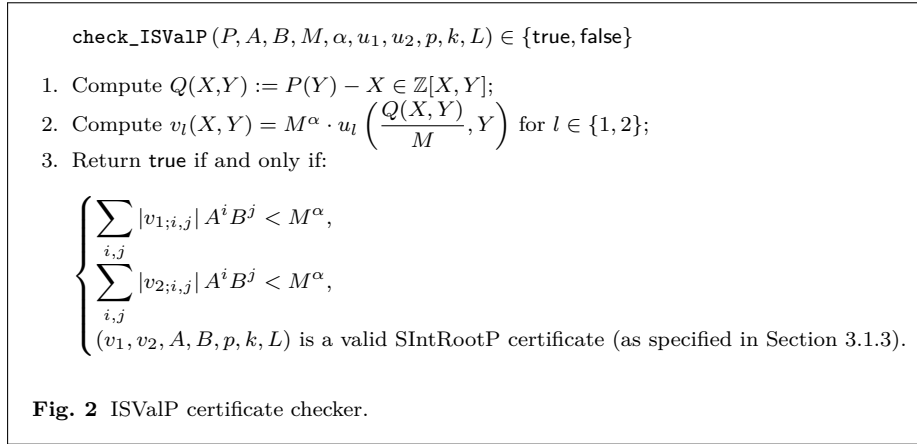 check_ISValP (P, A, B, M, α, u₁, u₂, p, k, L) ∈ {true, false}
1. Compute Q(X,Y) := P(Y) − X ∈ ℤ[X, Y];
2. Compute v_l(X, Y) = M^α · u_l (Q(X, Y)/M, Y) for l ∈ {1, 2};
3. Return true if and only if:
∑_{i,j} |v_{1;i,j}| A^i B^j < M^α,
∑_{i,j} |v_{2;i,j}| A^i B^j < M^α,
(v₁, v₂, A, B, p, k, L) is a valid SIntRootP certificate (as specified in Section 3.1.3).
Fig. 2 ISValP certificate checker.